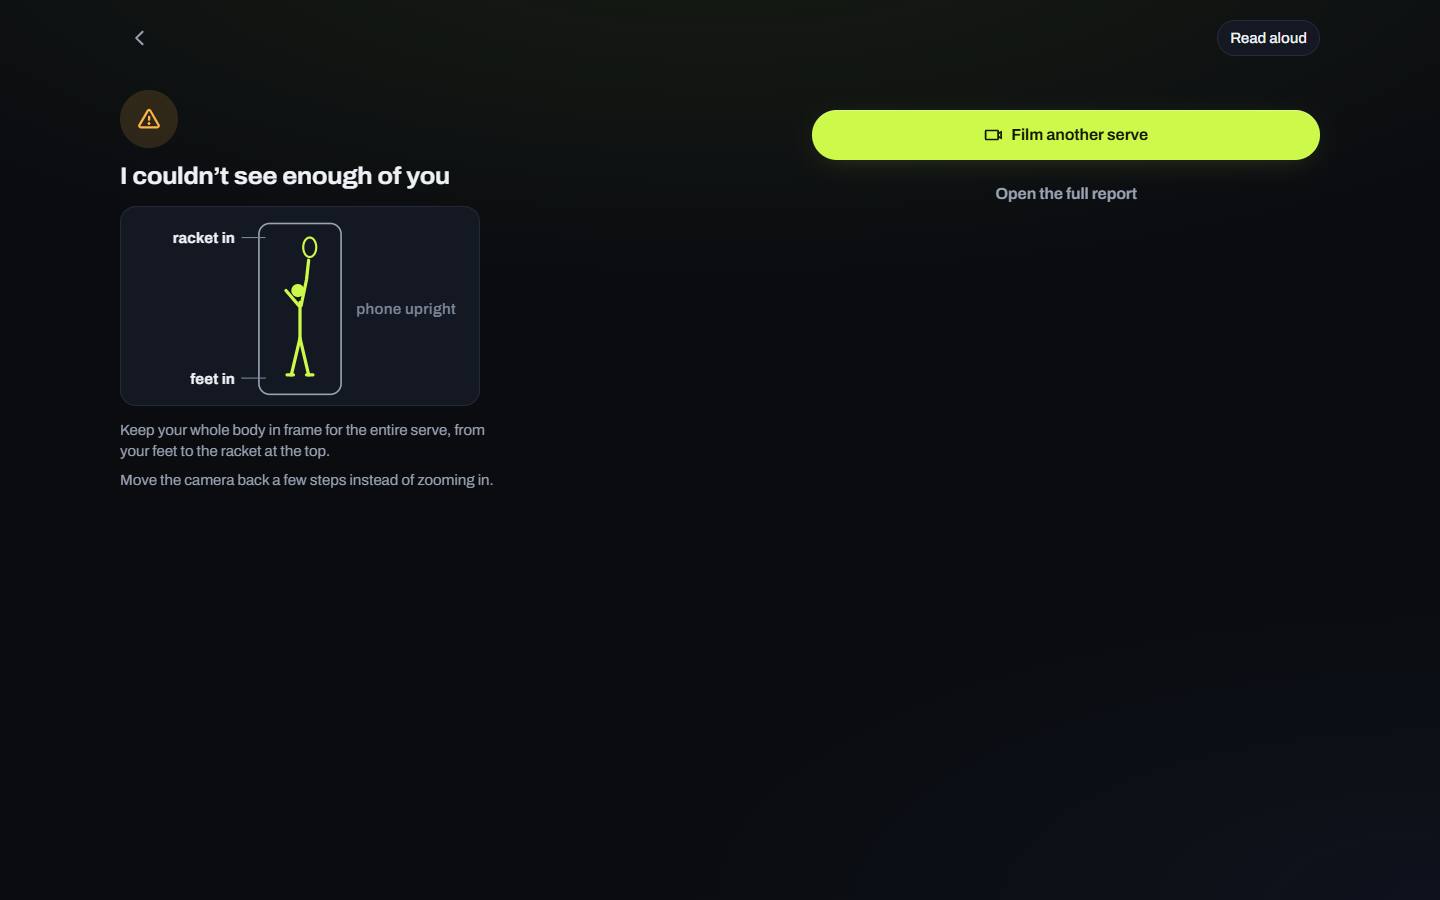 Read aloud
I couldn’t see enough of you
racket in
phone upright
feet in
Keep your whole body in frame for the entire serve, from
your feet to the racket at the top.
Move the camera back a few steps instead of zooming in.
Film another serve
Open the full report